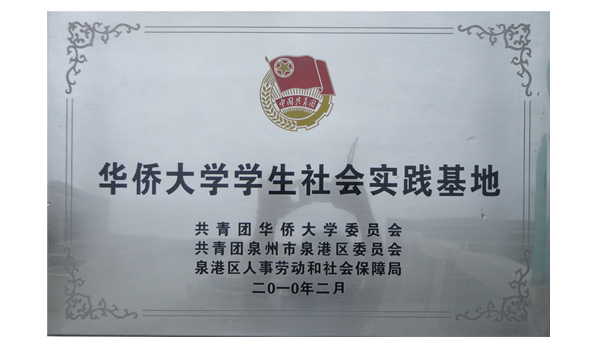 中国共青团
华侨大学学生社会实践基地
共青团华侨大学委员会
共青团泉州市泉港区委员会
泉港区人事劳动和社会保障局
二0一0年二月